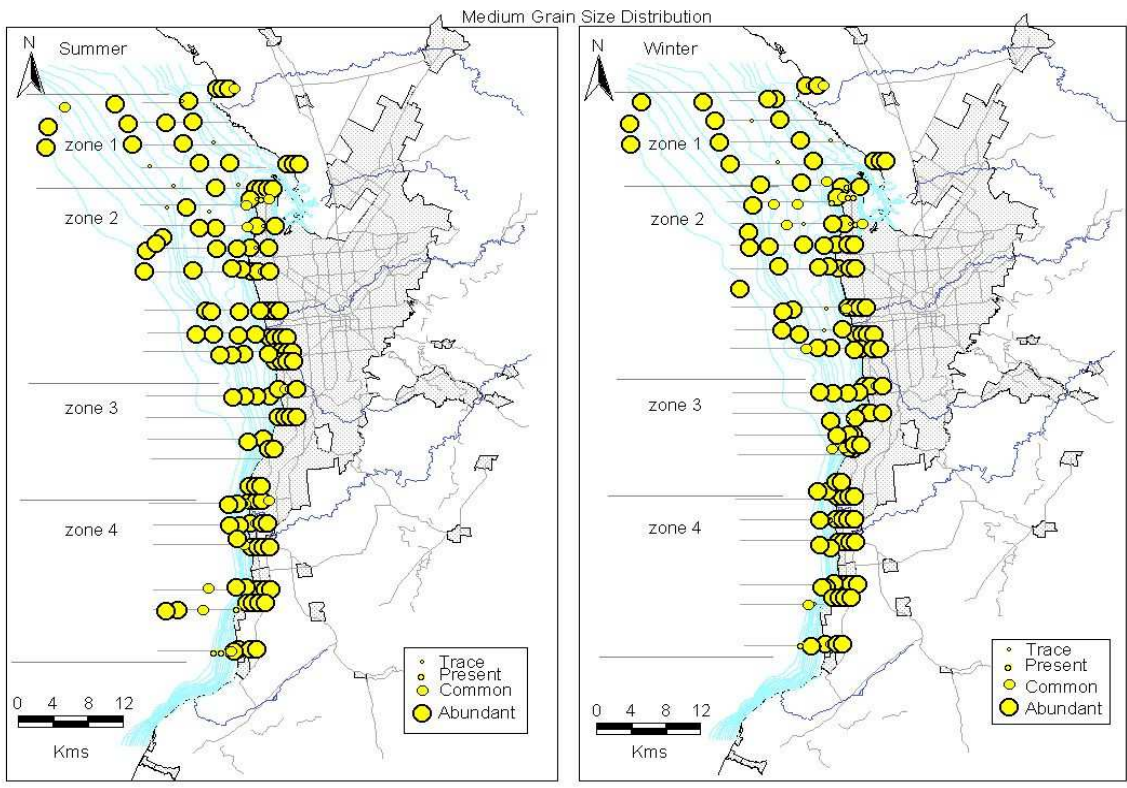 Medium Grain Size Distribution
N
Summer
zone 1
zone 2
zone 3
zone 4
Trace
Present
Common
Abundant
0 4 8 12
Kms
N
Winter
zone 1
zone 2
zone 3
zone 4
Trace
Present
Common
Abundant
0 4 8 12
Kms